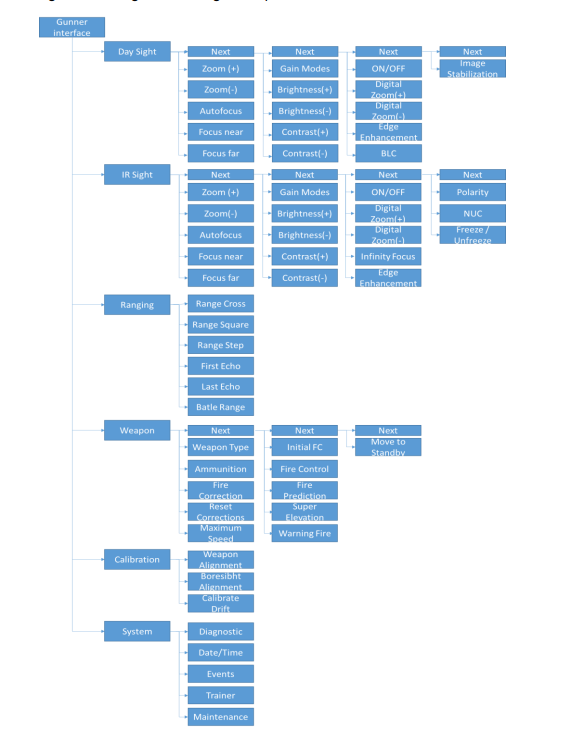 Gunner
interface
Day Sight
Next
Zoom (+)
Zoom(-)
Autofocus
Focus near
Focus far
Next
Gain Modes
Brightness(+)
Brightness(-)
Contrast(+)
Contrast(-)
Next
ON/OFF
Digital
Zoom(+)
Digital
Zoom(-)
Edge
Enhancement
BLC
Next
Image
Stabilization
IR Sight
Next
Zoom (+)
Zoom(-)
Autofocus
Focus near
Focus far
Next
Gain Modes
Brightness(+)
Brightness(-)
Contrast(+)
Contrast(-)
Next
ON/OFF
Digital
Zoom(+)
Digital
Zoom(-)
Infinity Focus
Edge
Enhancement
Next
Polarity
NUC
Freeze /
Unfreeze
Ranging
Range Cross
Range Square
Range Step
First Echo
Last Echo
Batle Range
Weapon
Next
Weapon Type
Ammunition
Fire
Correction
Reset
Corrections
Maximum
Speed
Next
Initial FC
Fire Control
Fire
Prediction
Super
Elevation
Warning Fire
Next
Move to
Standby
Calibration
Weapon
Alignment
Boresibht
Alignment
Calibrate
Drift
System
Diagnostic
Date/Time
Events
Trainer
Maintenance